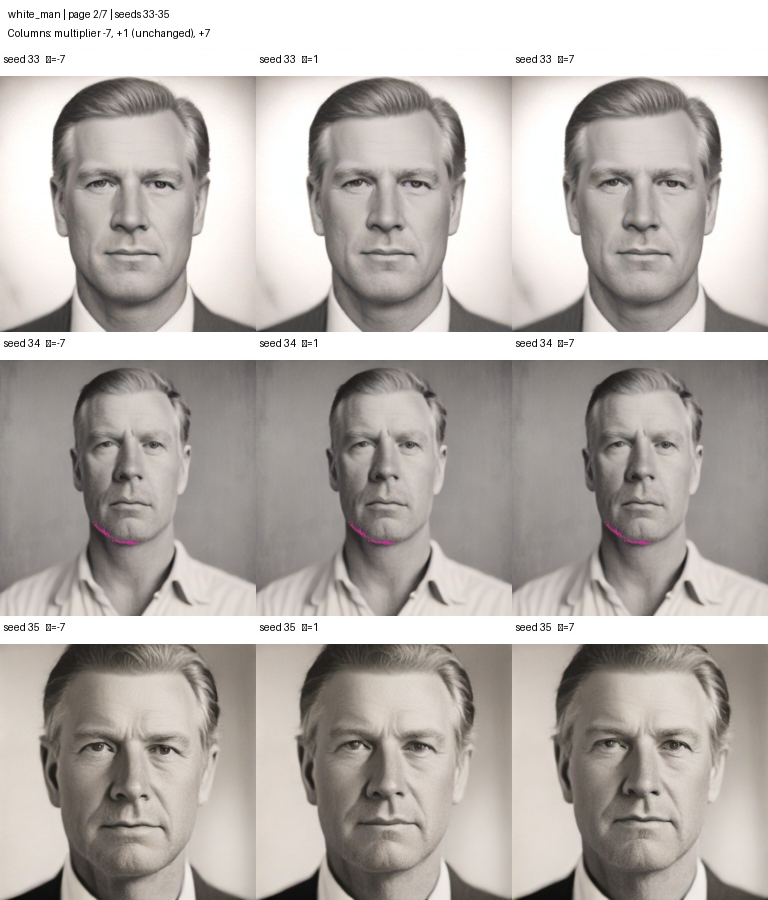 white_man | page 2/7 | seeds 33-35
Columns: multiplier -7, +1 (unchanged), +7
seed 33 =-7
seed 33 =1
seed 33 =7
seed 34 =-7
seed 34 =1
seed 34 =7
seed 35 =-7
seed 35 =1
seed 35 =7